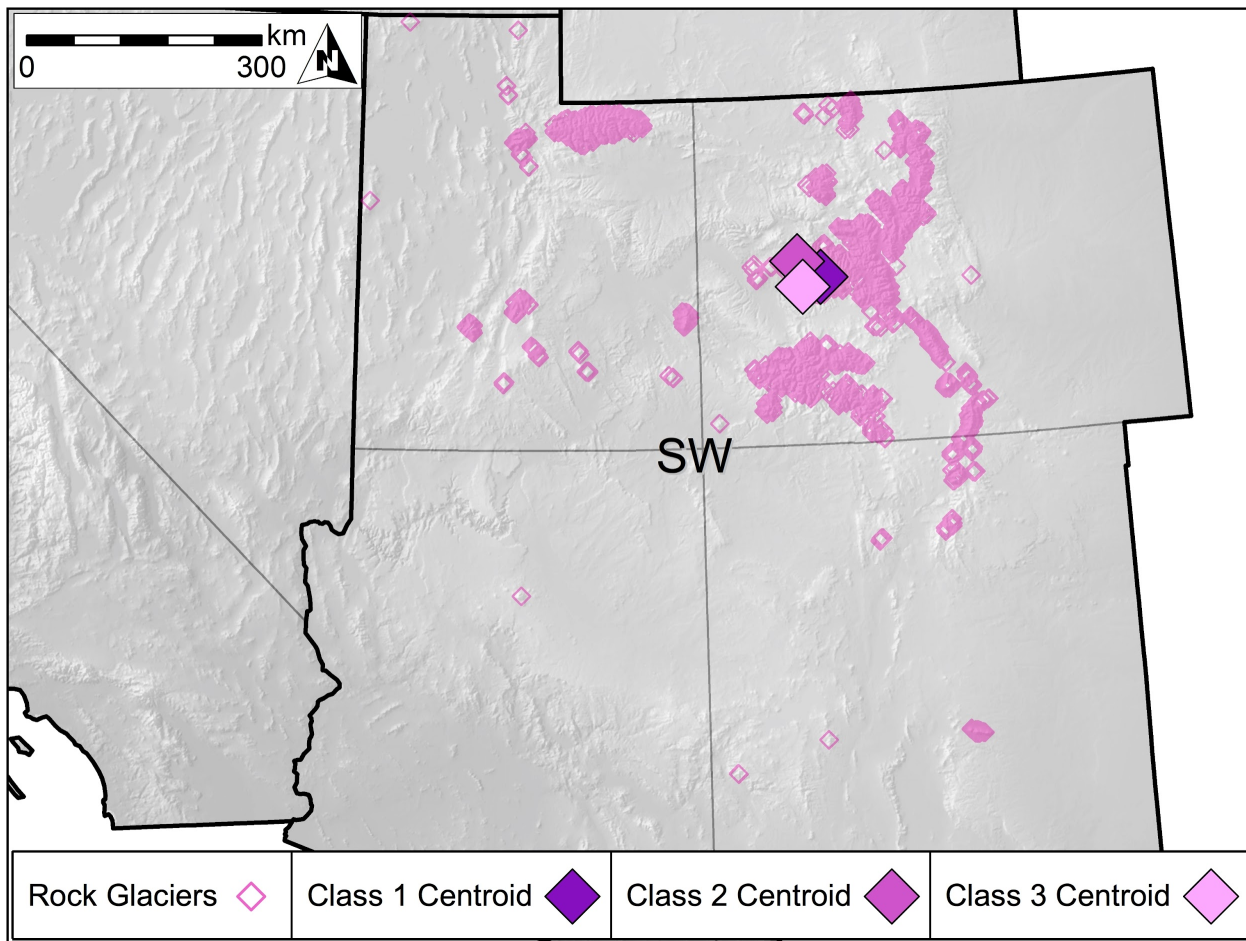 km
N
0 300
SW
Rock Glaciers
Class 1 Centroid
Class 2 Centroid
Class 3 Centroid